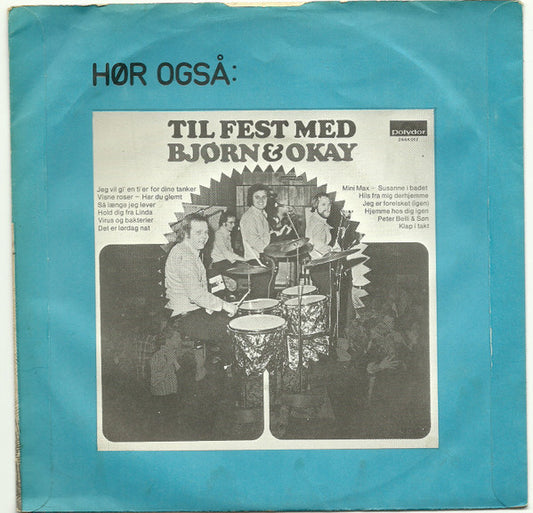 HØR OGSÅ:
TIL FEST MED
BJØRN & OKAY
Polydor
Jeg vil gi' en ti'er for dine tanker
Visne roser – Har du glemt
Så længe jeg lever
Hold dig fra Linda
Virus og bakterier
Det er lørdag nat
Mini Max – Susanne i badet
Hils fra mig derhjemme
Jeg er forelsket (igen)
Hjemme hos dig igen
Peter Belli & Søn
Klap i takt